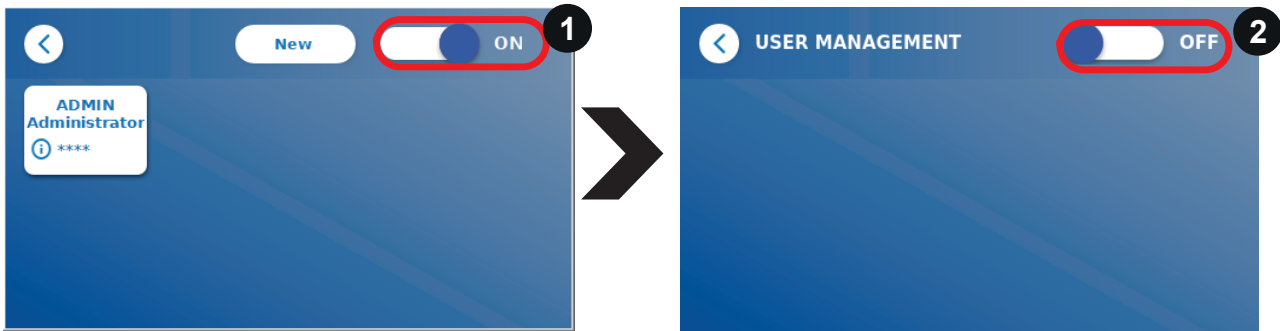 New
ON
1
ADMIN
Administrator
i ****
USER MANAGEMENT
OFF
2